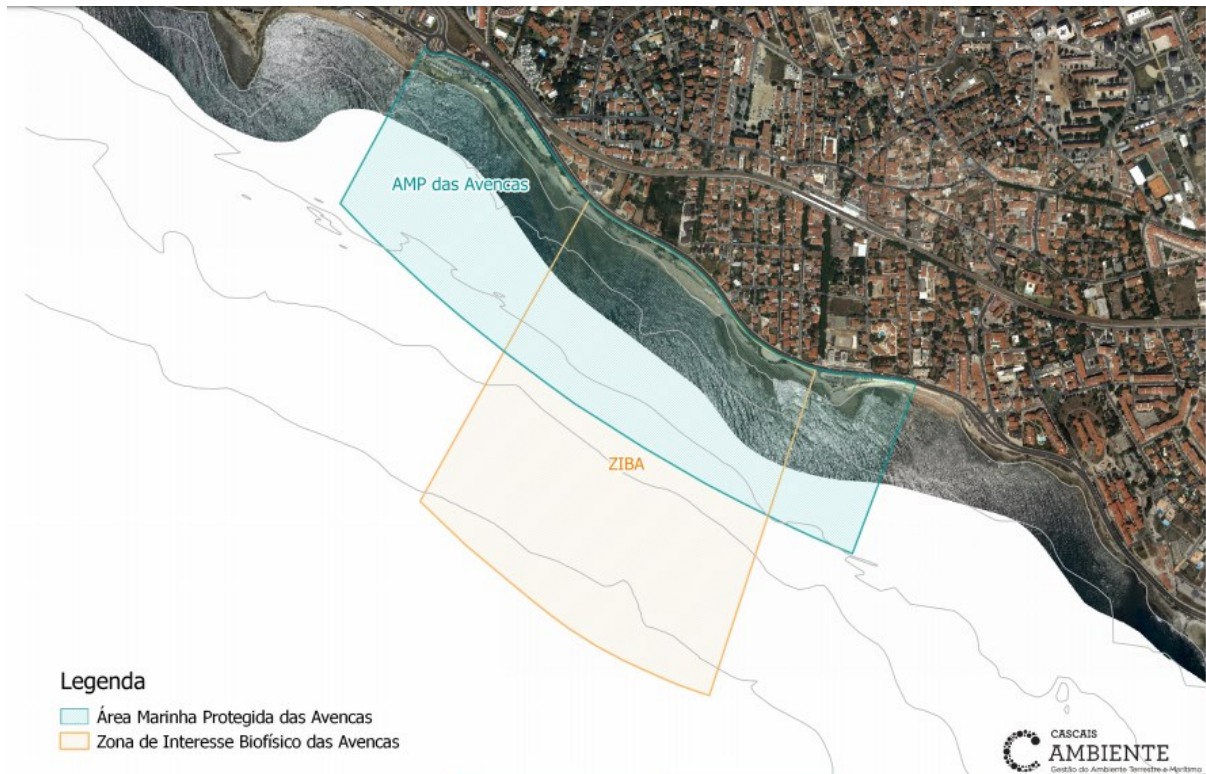 AMP das Avencas
ZIBA
Legenda
Área Marinha Protegida das Avencas
Zona de Interesse Biofísico das Avencas
CASCAIS
AMBIENTE
Gestão do Ambiente Terrestre e Marítimo